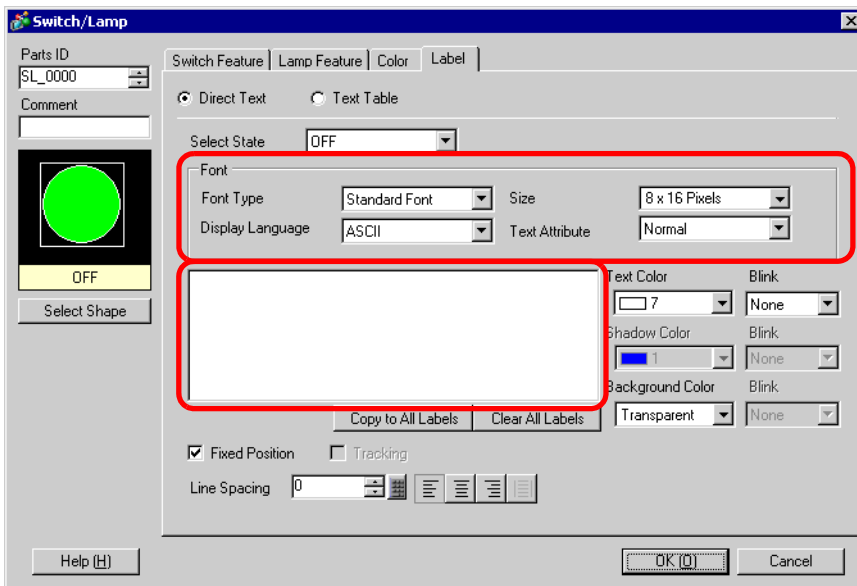 Switch/Lamp
Parts ID
SL_0000
Comment
OFF
Select Shape
Switch Feature Lamp Feature Color Label
Direct Text Text Table
Select State OFF
Font
Font Type Standard Font Size 8 x 16 Pixels
Display Language ASCII Text Attribute Normal
Text Color Blink
7 None
Shadow Color Blink
1 None
Background Color Blink
Transparent None
Copy to All Labels Clear All Labels
Fixed Position Tracking
Line Spacing 0
Help (H) OK (O) Cancel